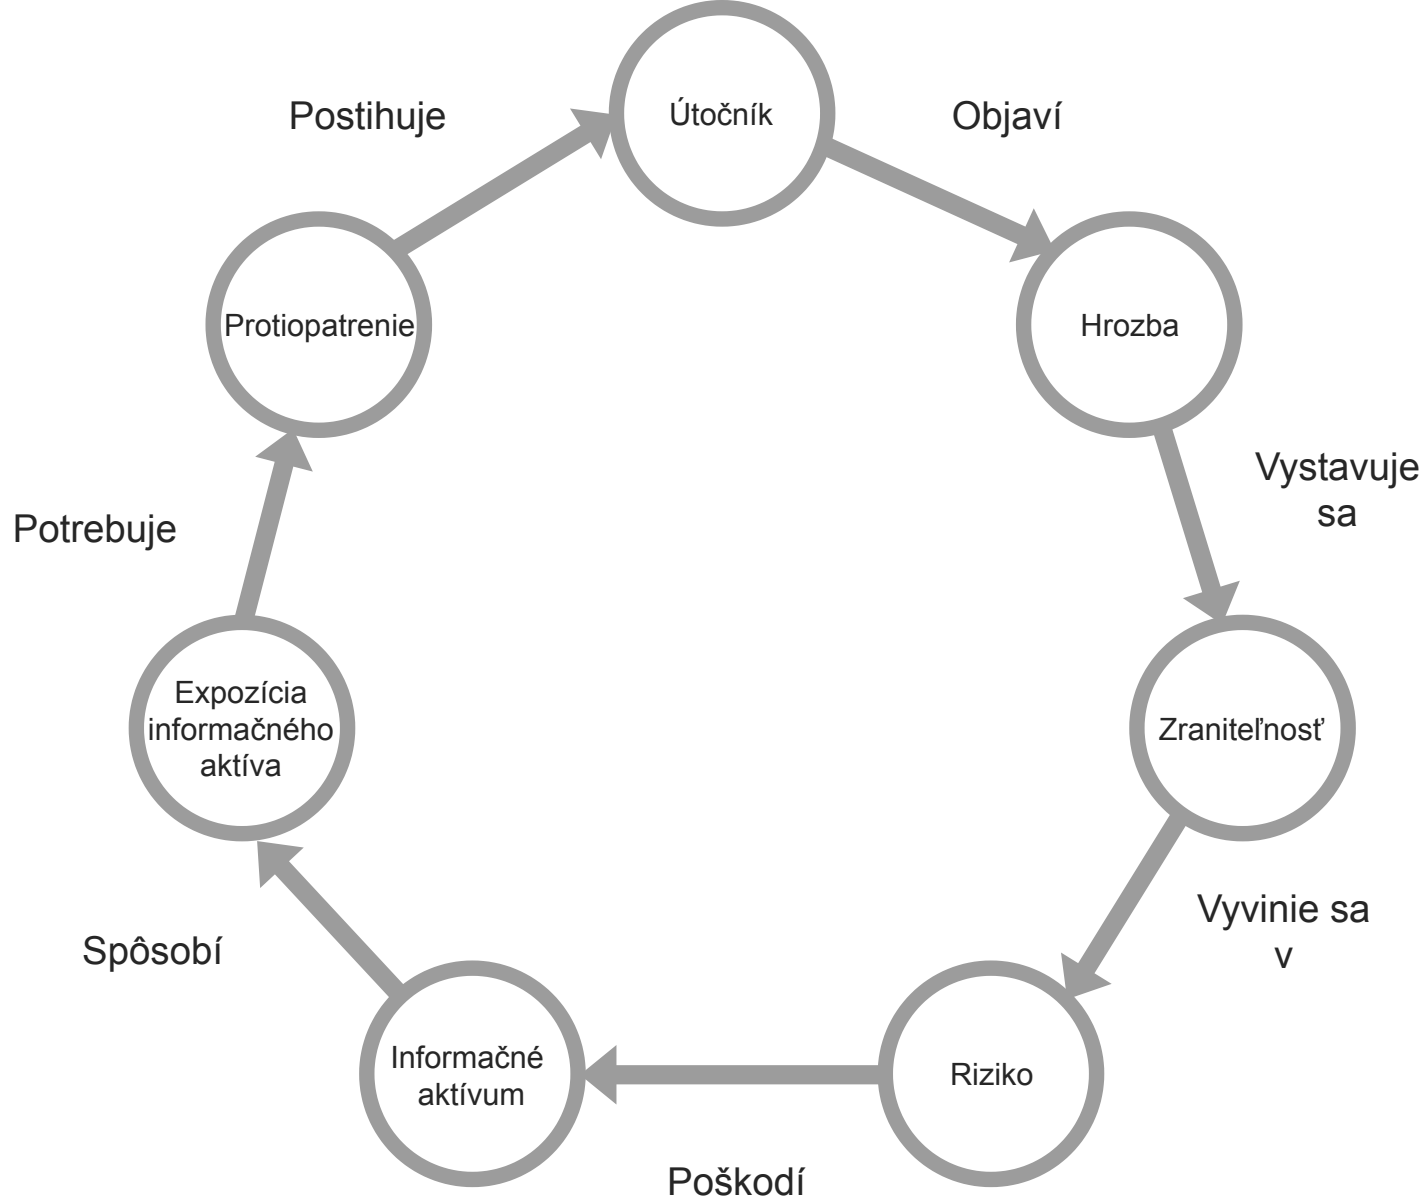 Útočník
Objaví
Hrozba
Vystavuje
sa
Zraniteľnosť
Vyvinie sa
v
Riziko
Poškodí
Informačné
aktívum
Spôsobí
Expozícia
informačného
aktíva
Potrebuje
Protiopatrenie
Postihuje